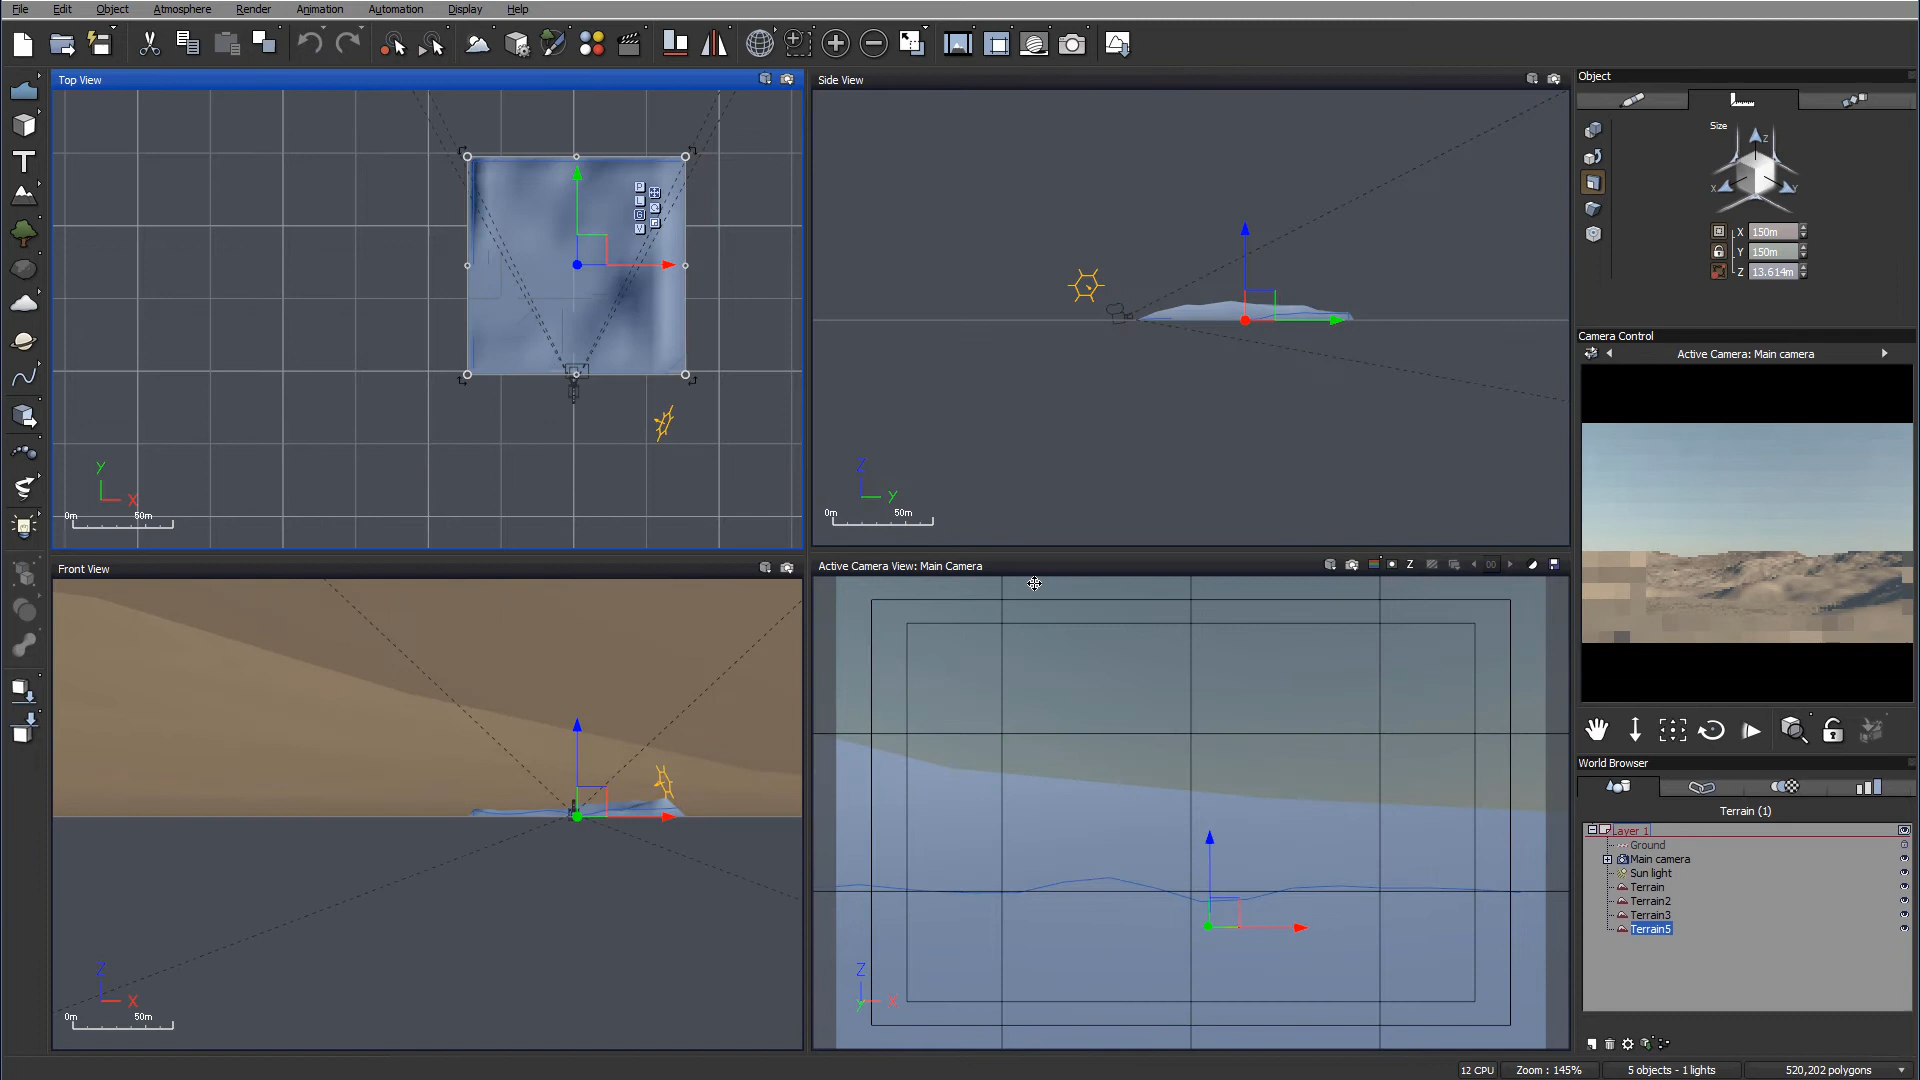 File Edit Object Atmosphere Render Animation Automation Display Help
Top View
Side View
Object
Size
Z
X Y
X 150m
Y 150m
Z 13.614m
P
L
G
V
Camera Control
Active Camera: Main camera
Y
X
0m 50m
Z
Y
0m 50m
Front View
Active Camera View: Main Camera
Z
00
World Browser
Terrain (1)
Layer 1
Ground
Main camera
Sun light
Terrain
Terrain2
Terrain3
Terrain5
Z
X
0m 50m
Z
Y X
12 CPU
Zoom : 145%
5 objects - 1 lights
520,202 polygons